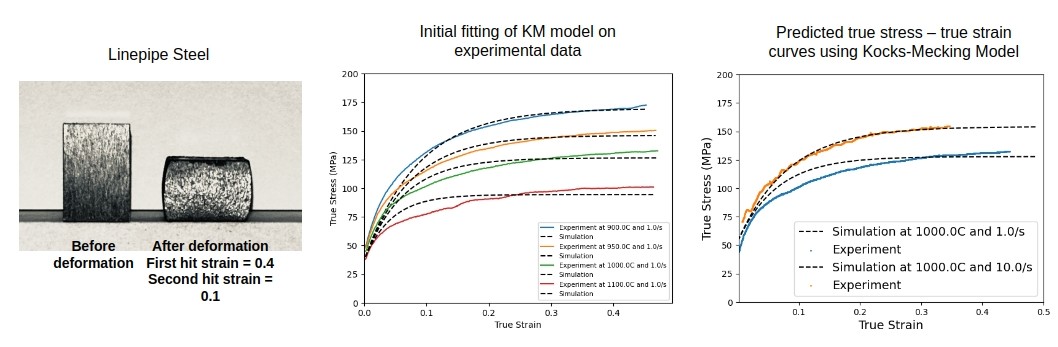 Linepipe Steel
Before
deformation
After deformation
First hit strain = 0.4
Second hit strain =
0.1
Initial fitting of KM model on
experimental data
True Stress (MPa)
200
175
150
125
100
75
50
25
0
0.0 0.1 0.2 0.3 0.4
True Strain
Experiment at 900.0C and 1.0/s
Simulation
Experiment at 950.0C and 1.0/s
Simulation
Experiment at 1000.0C and 1.0/s
Simulation
Experiment at 1100.0C and 1.0/s
Simulation
Predicted true stress – true strain
curves using Kocks-Mecking Model
True Stress (MPa)
200
175
150
125
100
75
50
25
0
0.1 0.2 0.3 0.4 0.5
True Strain
Simulation at 1000.0C and 1.0/s
Experiment
Simulation at 1000.0C and 10.0/s
Experiment